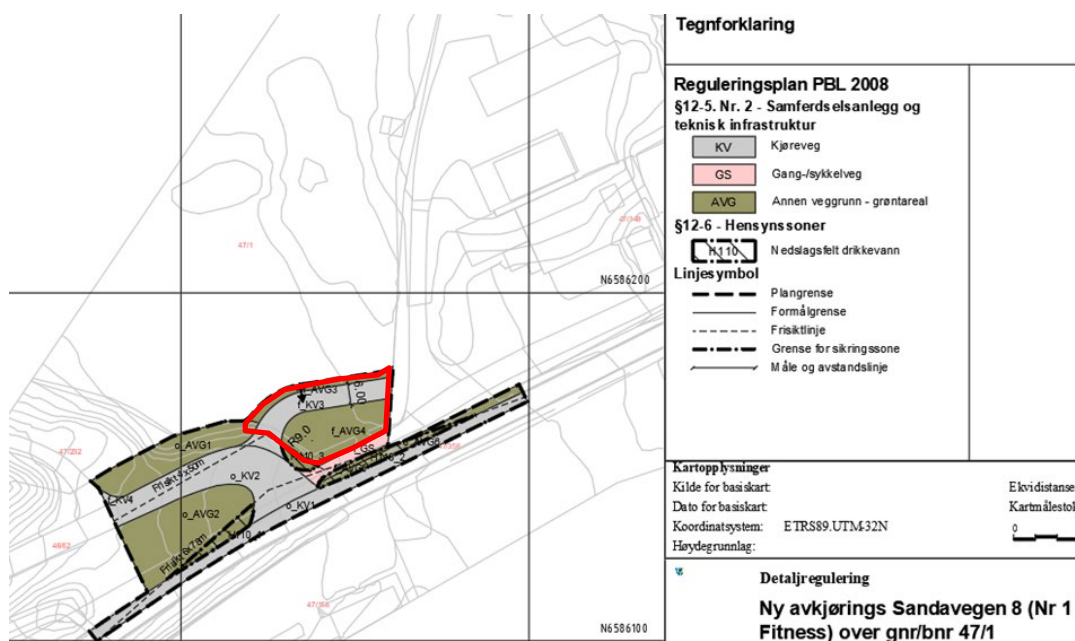 Tegnforklaring
Reguleringsplan PBL 2008
§12-5. Nr. 2 - Samferdselsanlegg og
teknisk infrastruktur
KV Kjøreveg
GS Gang-/sykkelveg
AVG Annen veggrunn - grøntareal
§12-6 - Hensynssoner
H110 Nedslagsfelt drikkevann
Linjesymbol
Plangrense
Formålgrense
Frisiktlinje
Grense for sikringssone
Måle og avstandslinje
Kartopplysninger
Kilde for basiskart:
Ekvidistanse
Dato for basiskart:
Kartmålestok
Koordinatsystem: ETRS89.UTM-32N
0
Høydegrunnlag:
Detaljregulering
Ny avkjørings Sandavegen 8 (Nr 1
Fitness) over gnr/bnr 47/1
47/1
N6586200
f_AVG3
6.00
f_KV3
R9.0
f_AVG4
o_AVG1
47/202
o_KV2
f_KV4
o_AVG2
o_KV1
47/166
N6586100